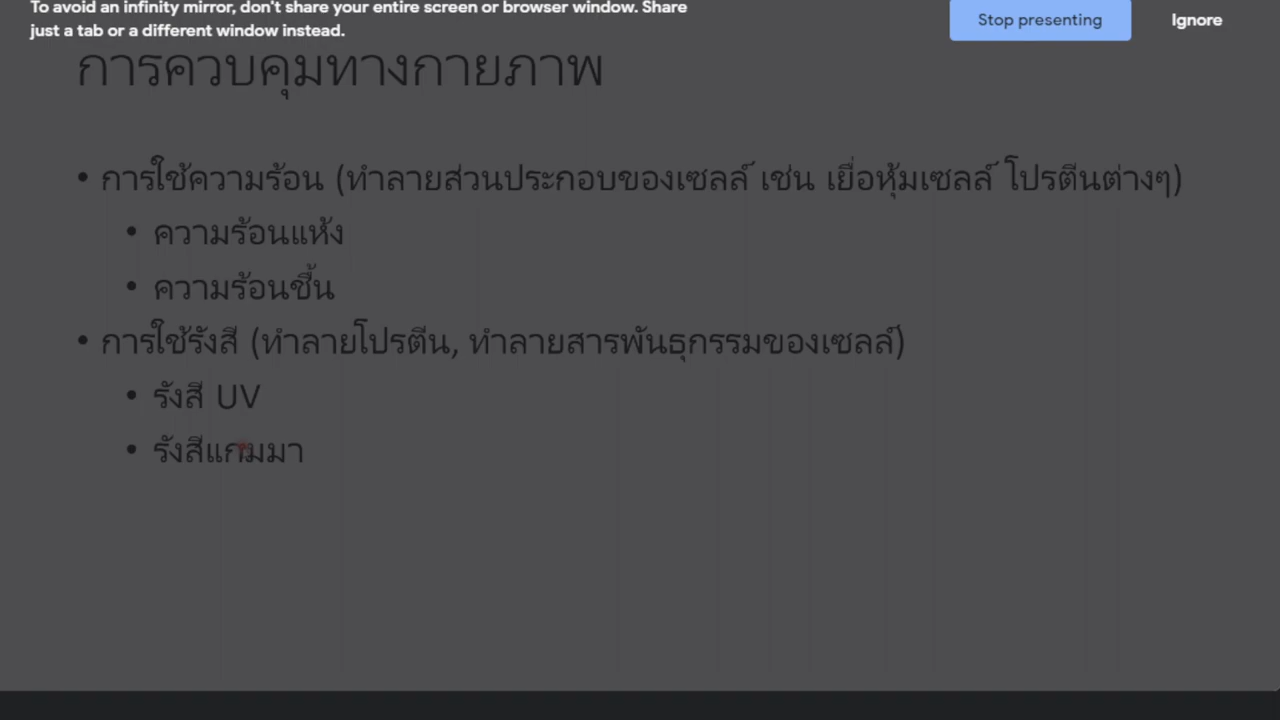 To avoid an infinity mirror, don't share your entire screen or browser window. Share
just a tab or a different window instead.
Stop presenting
Ignore
การควบคุมทางกายภาพ
• การใช้ความร้อน (ทำลายส่วนประกอบของเซลล์ เช่น เยื่อหุ้มเซลล์ โปรตีนต่างๆ)
• ความร้อนแห้ง
• ความร้อนชื้น
• การใช้รังสี (ทำลายโปรตีน, ทำลายสารพันธุกรรมของเซลล์)
• รังสี UV
• รังสีแกมมา